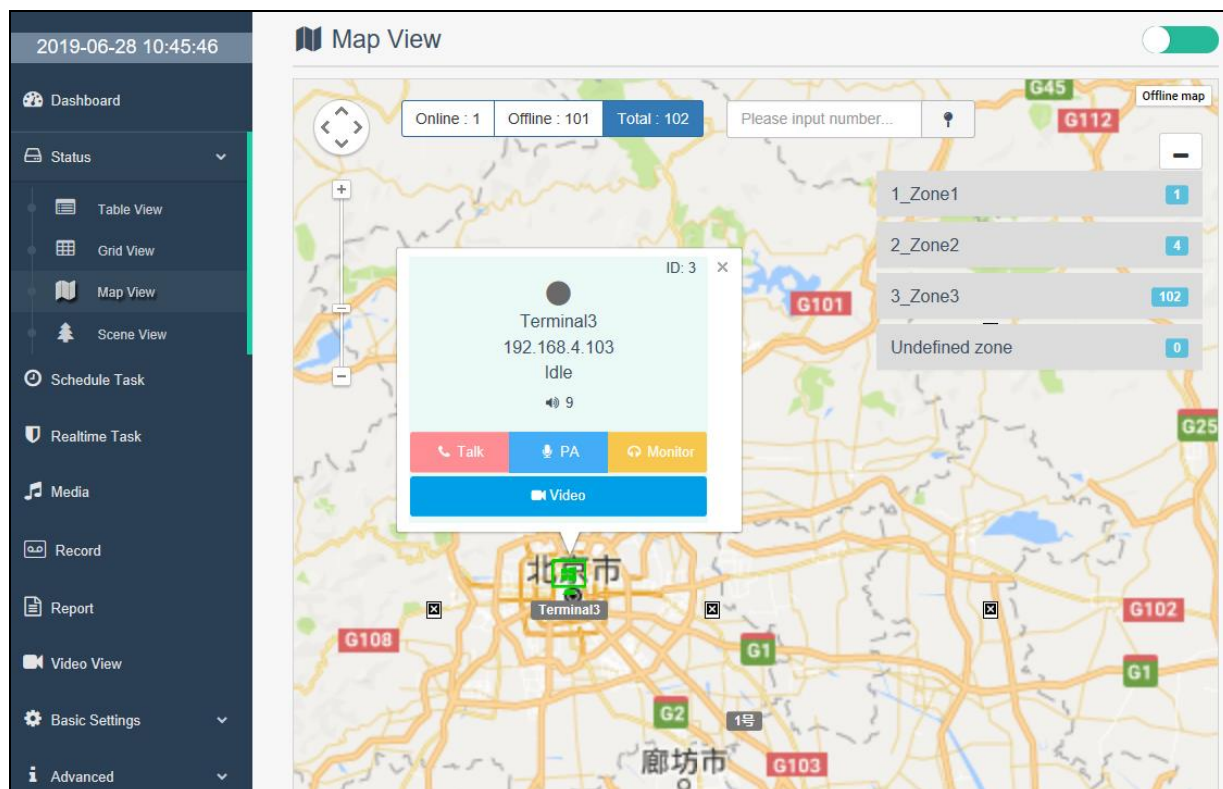 2019-06-28 10:45:46
Dashboard
Status
Table View
Grid View
Map View
Scene View
Schedule Task
Realtime Task
Media
Record
Report
Video View
Basic Settings
Advanced
Map View
Online : 1
Offline : 101
Total : 102
Please input number...
Offline map
1_Zone1 1
2_Zone2 4
3_Zone3 102
Undefined zone 0
ID: 3
Terminal3
192.168.4.103
Idle
9
Talk
PA
Monitor
Video
G45
G112
G101
G25
北京市
Terminal3
G102
G108
G1
G1
G2
1号
廊坊市
G103